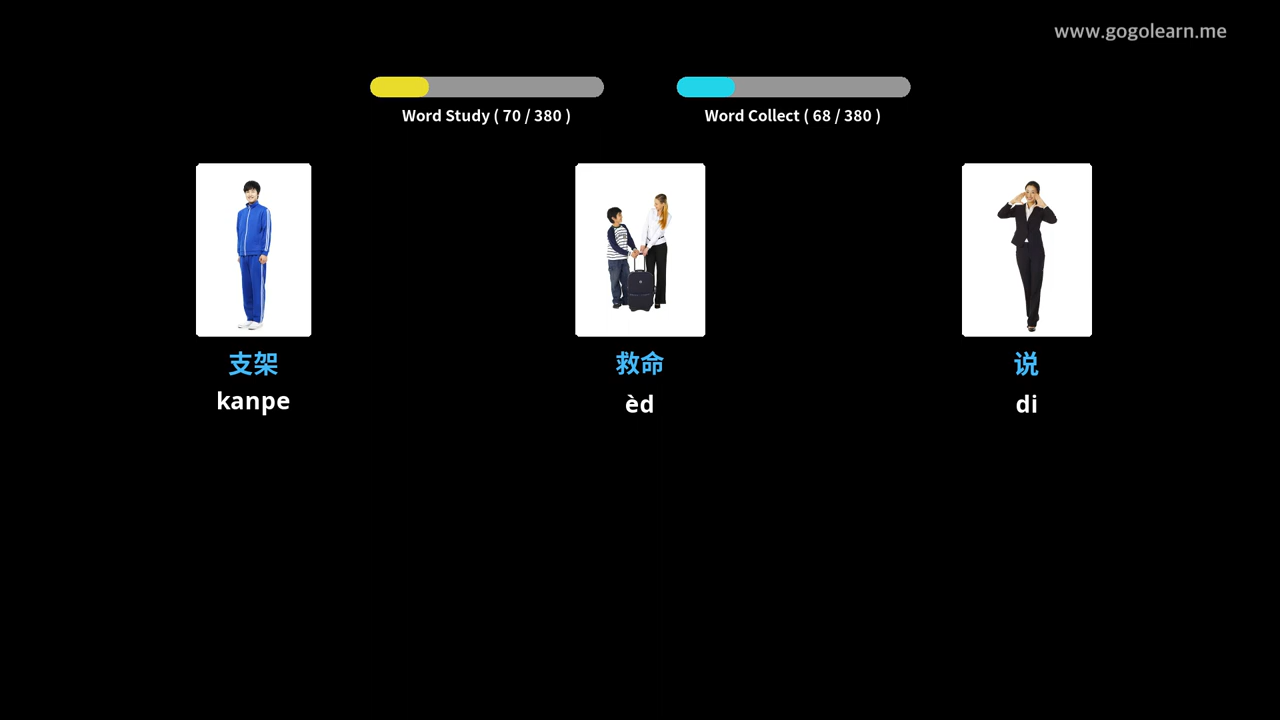 www.gogolearn.me
Word Study ( 70 / 380 )
Word Collect ( 68 / 380 )
支架
kanpe
救命
èd
说
di